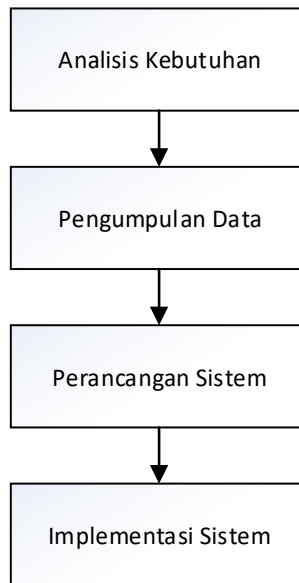 Analisis Kebutuhan
Pengumpulan Data
Perancangan Sistem
Implementasi Sistem